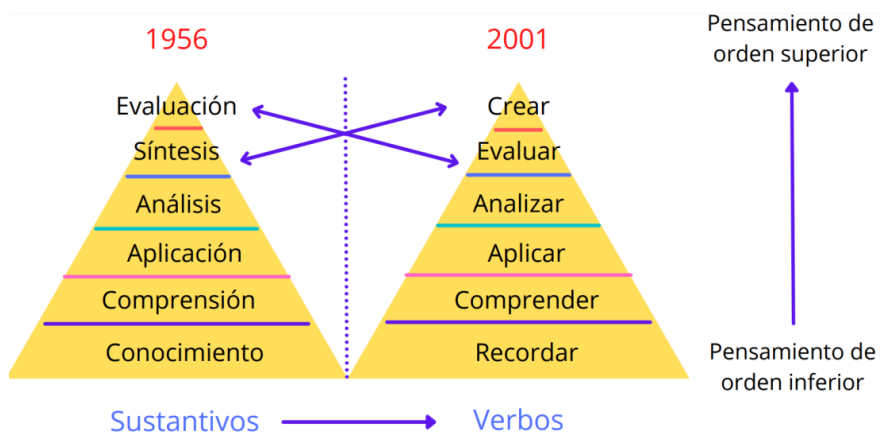 1956
2001
Pensamiento de
orden superior
Evaluación
Síntesis
Análisis
Aplicación
Comprensión
Conocimiento
Crear
Evaluar
Analizar
Aplicar
Comprender
Recordar
Pensamiento de
orden inferior
Sustantivos
Verbos